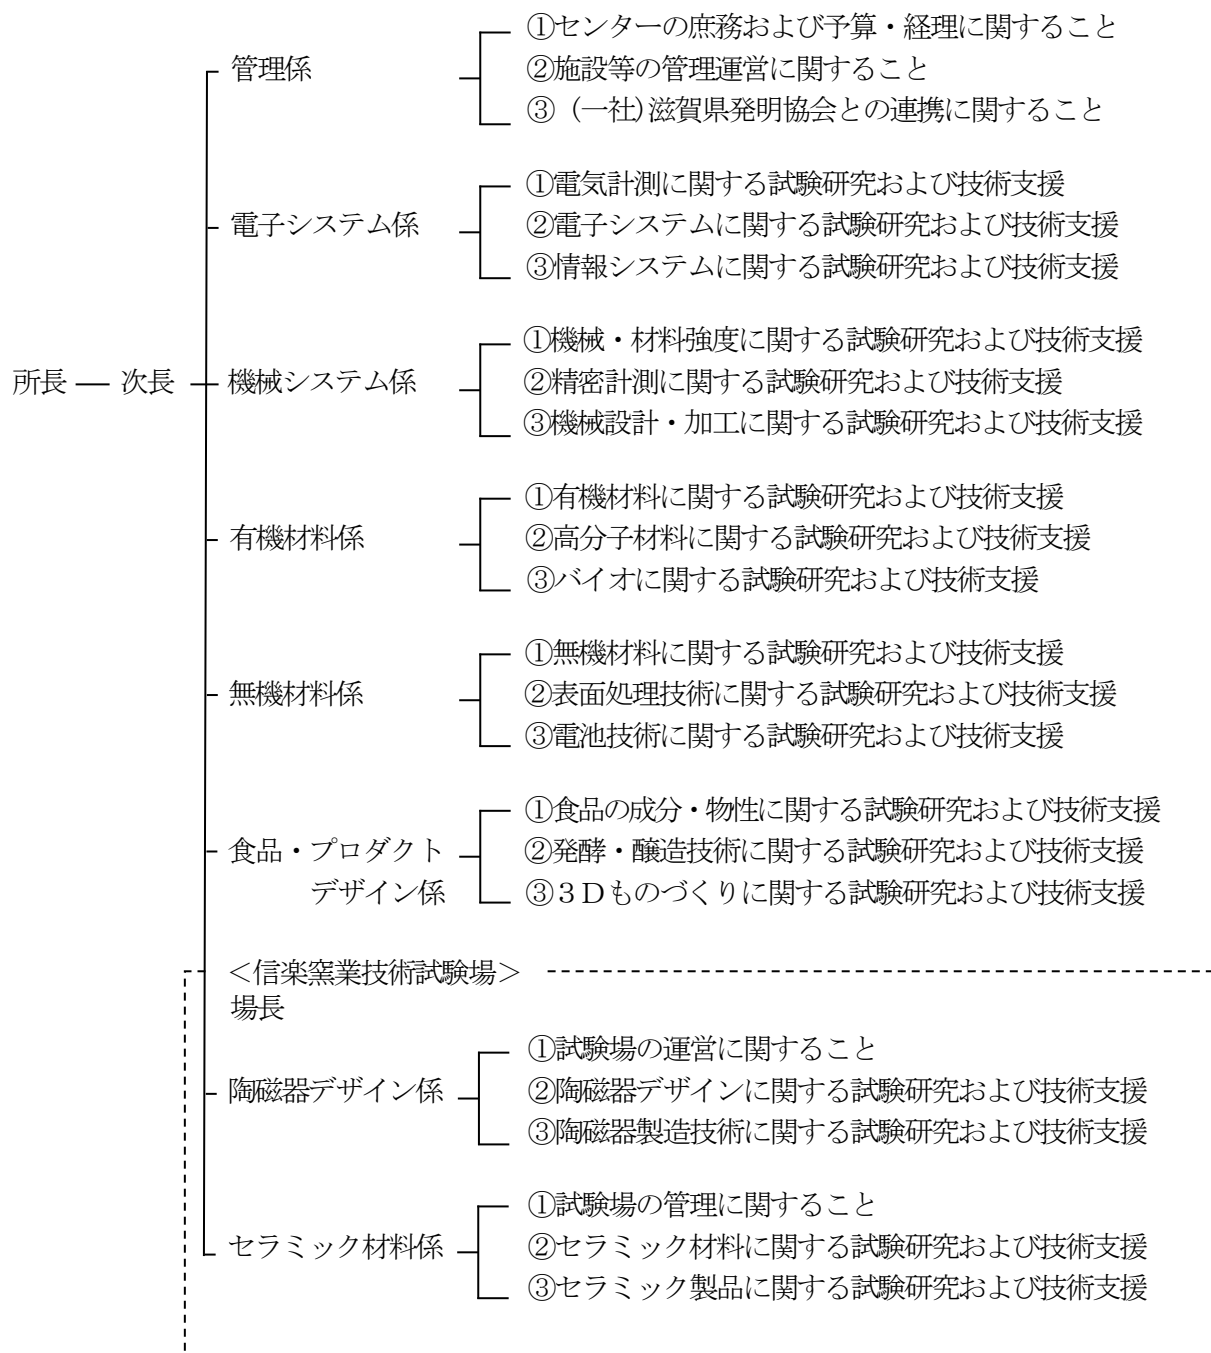 ①センターの庶務および予算・経理に関すること
管理係
②施設等の管理運営に関すること
③（一社）滋賀県発明協会との連携に関すること
①電気計測に関する試験研究および技術支援
電子システム係
②電子システムに関する試験研究および技術支援
③情報システムに関する試験研究および技術支援
①機械・材料強度に関する試験研究および技術支援
所長 次長 機械システム係
②精密計測に関する試験研究および技術支援
③機械設計・加工に関する試験研究および技術支援
①有機材料に関する試験研究および技術支援
有機材料係
②高分子材料に関する試験研究および技術支援
③バイオに関する試験研究および技術支援
①無機材料に関する試験研究および技術支援
無機材料係
②表面処理技術に関する試験研究および技術支援
③電池技術に関する試験研究および技術支援
①食品の成分・物性に関する試験研究および技術支援
食品・プロダクト
デザイン係
②発酵・醸造技術に関する試験研究および技術支援
③３Ｄものづくりに関する試験研究および技術支援
＜信楽窯業技術試験場＞
場長
①試験場の運営に関すること
陶磁器デザイン係
②陶磁器デザインに関する試験研究および技術支援
③陶磁器製造技術に関する試験研究および技術支援
①試験場の管理に関すること
セラミック材料係
②セラミック材料に関する試験研究および技術支援
③セラミック製品に関する試験研究および技術支援